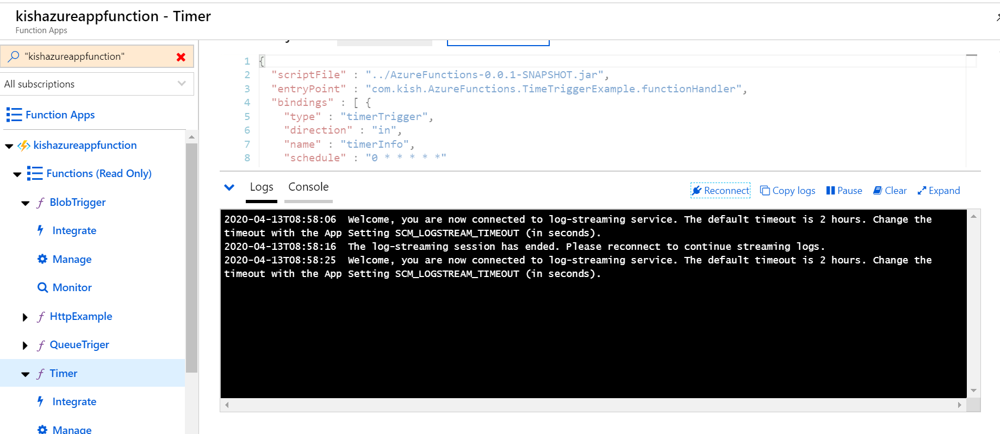 kishazureappfunction - Timer
Function Apps
"kishazureappfunction"
All subscriptions
Function Apps
kishazureappfunction
Functions (Read Only)
BlobTrigger
Integrate
Manage
Monitor
HttpExample
QueueTriger
Timer
Integrate
Manage
1 {
2 "scriptFile" : "../AzureFunctions-0.0.1-SNAPSHOT.jar",
3 "entryPoint" : "com.kish.AzureFunctions.TimeTriggerExample.functionHandler",
4 "bindings" : [ {
5 "type" : "timerTrigger",
6 "direction" : "in",
7 "name" : "timerInfo",
8 "schedule" : "0 * * * * *"
Logs Console Reconnect Copy logs Pause Clear Expand
2020-04-13T08:58:06 Welcome, you are now connected to log-streaming service. The default timeout is 2 hours. Change the
timeout with the App Setting SCM_LOGSTREAM_TIMEOUT (in seconds).
2020-04-13T08:58:16 The log-streaming session has ended. Please reconnect to continue streaming logs.
2020-04-13T08:58:25 Welcome, you are now connected to log-streaming service. The default timeout is 2 hours. Change the
timeout with the App Setting SCM_LOGSTREAM_TIMEOUT (in seconds).